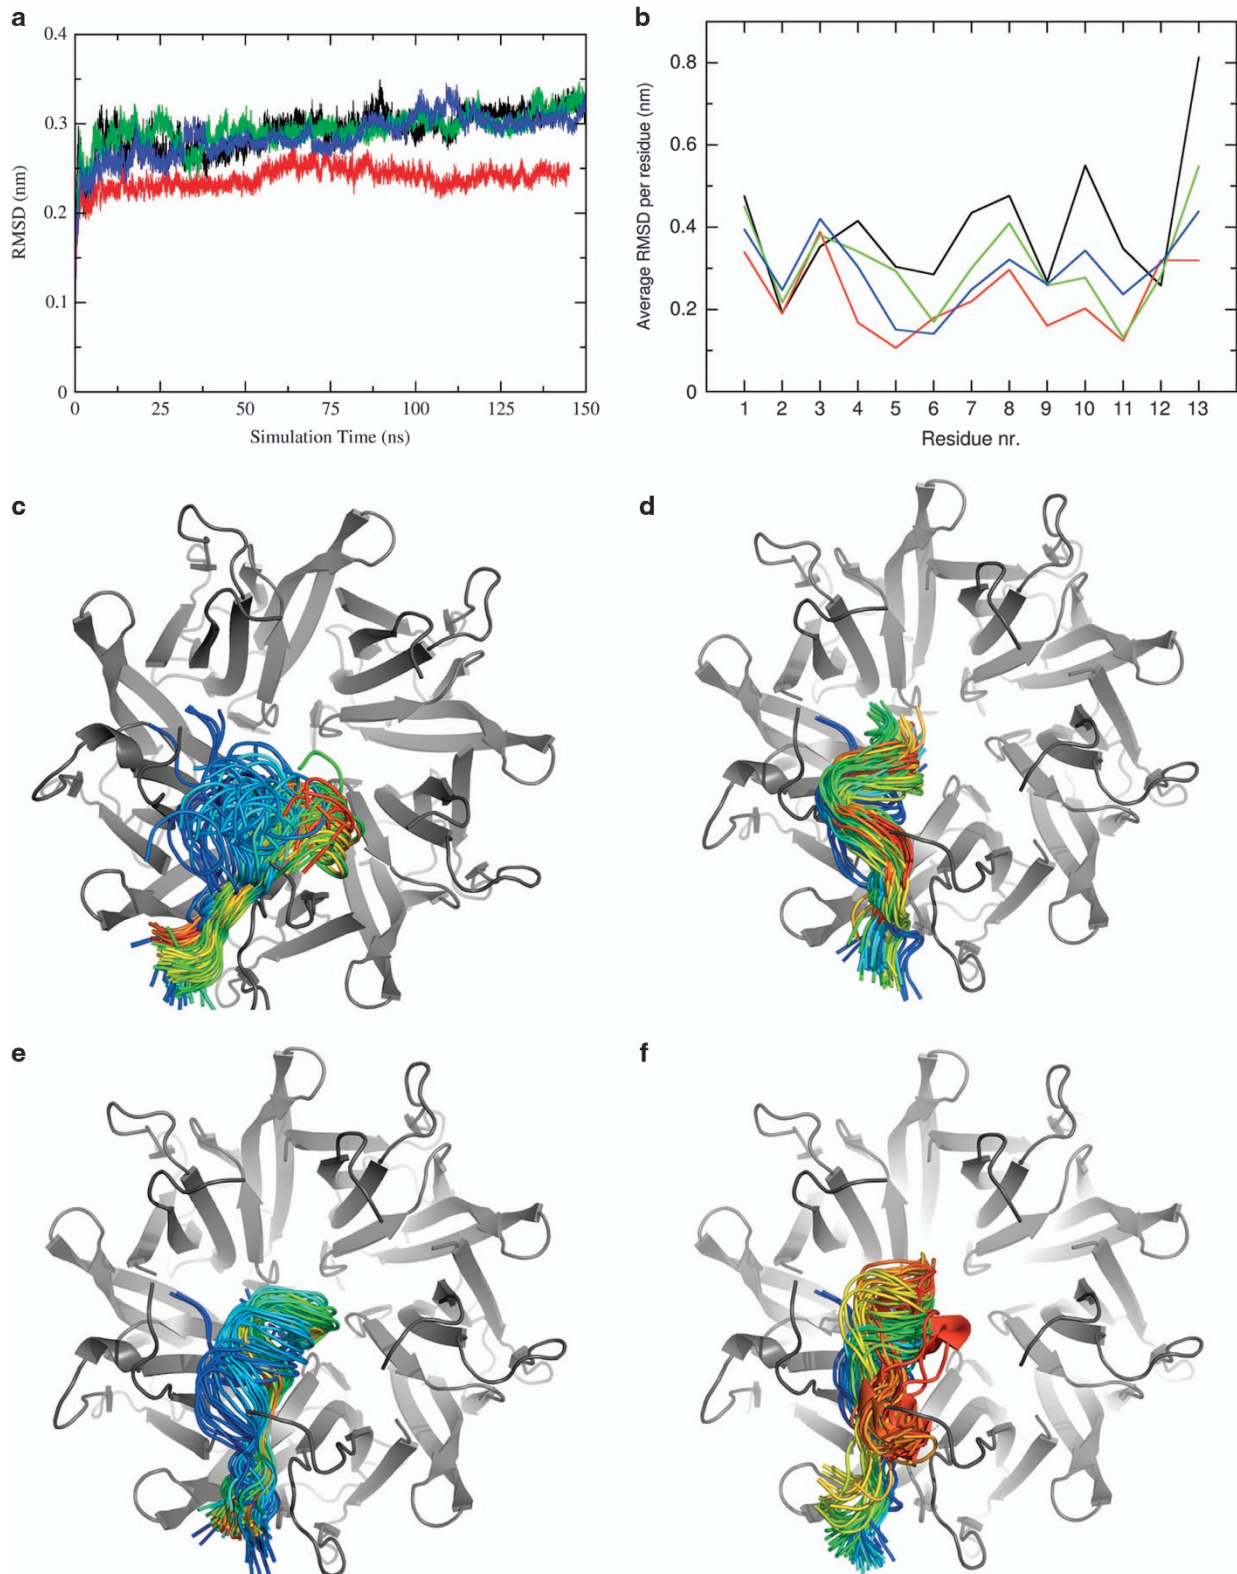 a
b
0.4
0.3
0.2
0.1
0
RMSD (nm)
0 25 50 75 100 125 150
Simulation Time (ns)
0.8
0.6
0.4
0.2
0
Average RMSD per residue (nm)
1 2 3 4 5 6 7 8 9 10 11 12 13
Residue nr.
c
d
e
f